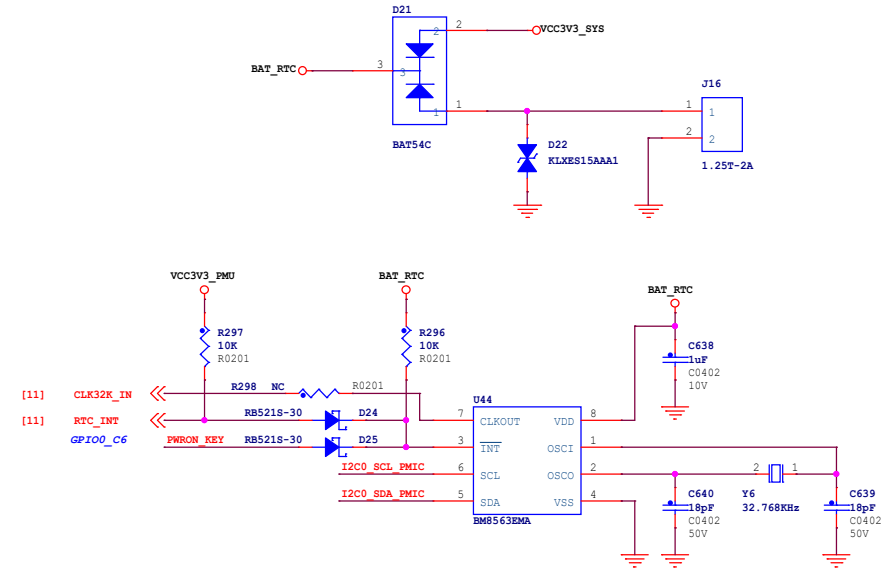 D21
2
2
VCC3V3_SYS
BAT_RTC
3
3
J16
1
1
1
1
2
2
BAT54C
D22
KLXES15AAA1
1.25T-2A
VCC3V3_PMU
BAT_RTC
BAT_RTC
R297
10K
R0201
R296
10K
R0201
C638
1uF
C0402
10V
[11] CLK32K_IN
R298 NC
R0201
U44
[11] RTC_INT
RB521S-30 D24
7 CLKOUT VDD 8
GPIO0_C6
PWRON_KEY
RB521S-30 D25
3 INT OSCI 1
I2C0_SCL_PMIC
6 SCL OSCO 2
2 1
I2C0_SDA_PMIC
5 SDA VSS 4
BM8563EMA
C640
18pF
C0402
50V
Y6
32.768KHz
C639
18pF
C0402
50V